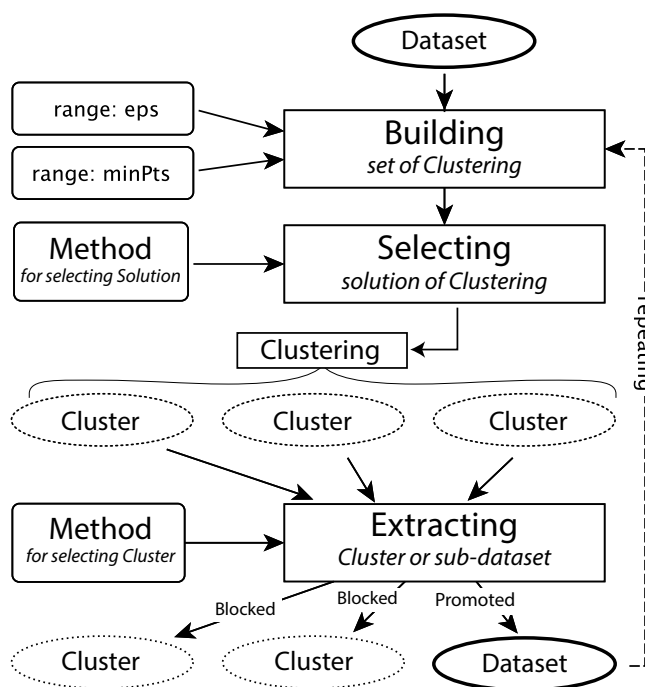 Dataset
range: eps
Building
set of Clustering
range: minPts
Method
for selecting Solution
Selecting
solution of Clustering
repeating
Clustering
Cluster
Cluster
Cluster
Method
for selecting Cluster
Extracting
Cluster or sub-dataset
Blocked
Blocked
Promoted
Cluster
Cluster
Dataset